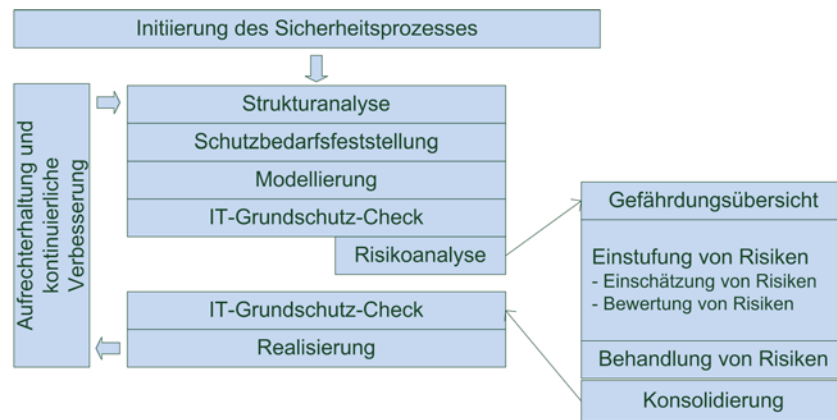 Initiierung des Sicherheitsprozesses
Aufrechterhaltung und
kontinuierliche
Verbesserung
Strukturanalyse
Schutzbedarfsfeststellung
Modellierung
IT-Grundschutz-Check
Risikoanalyse
IT-Grundschutz-Check
Realisierung
Gefährdungsübersicht
Einstufung von Risiken
- Einschätzung von Risiken
- Bewertung von Risiken
Behandlung von Risiken
Konsolidierung